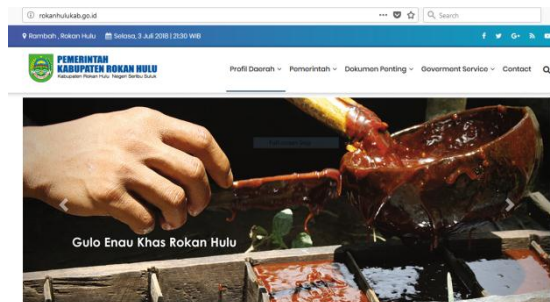 rokanhulukab.go.id
Search
Rambah, Rokan Hulu Selasa, 3 Juli 2018 | 21:30 WIB
PEMERINTAH
KABUPATEN ROKAN HULU
Kabupaten Rokan Hulu Negeri Seribu Suluk
Profil Daerah Pemerintah Dokumen Penting Goverment Service Contact
Gulo Enau Khas Rokan Hulu